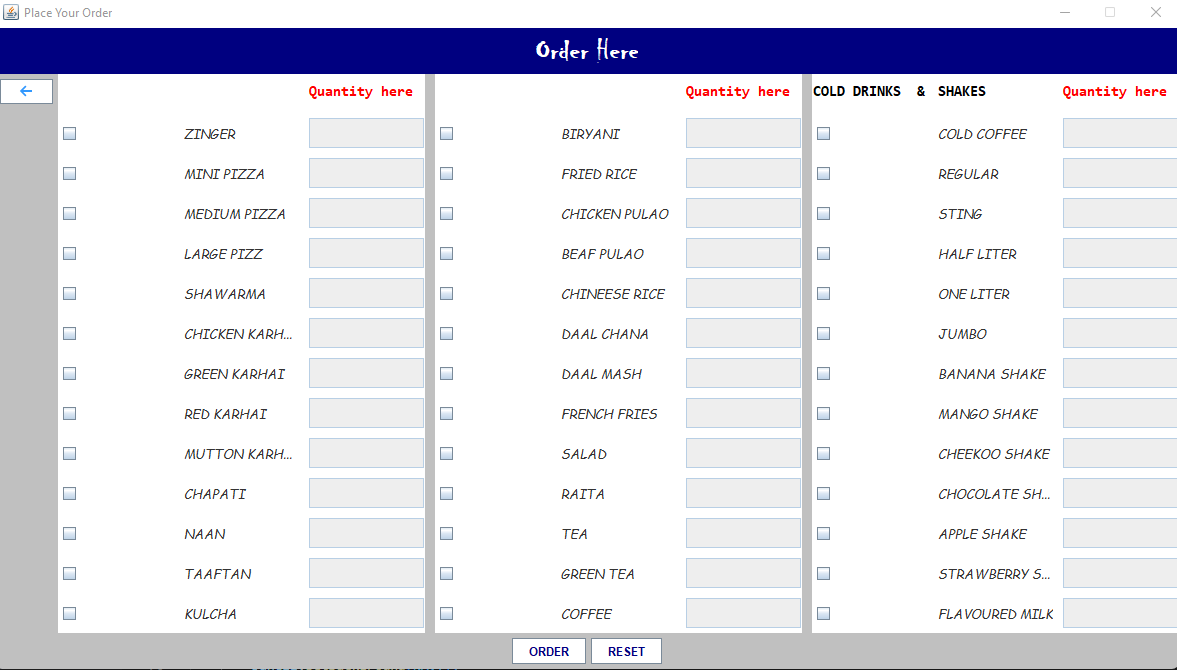 Place Your Order
Order Here
Quantity here Quantity here COLD DRINKS & SHAKES Quantity here
ZINGER BIRYANI COLD COFFEE
MINI PIZZA FRIED RICE REGULAR
MEDIUM PIZZA CHICKEN PULAO STING
LARGE PIZZ BEAF PULAO HALF LITER
SHAWARMA CHINEESE RICE ONE LITER
CHICKEN KARH... DAAL CHANA JUMBO
GREEN KARHAI DAAL MASH BANANA SHAKE
RED KARHAI FRENCH FRIES MANGO SHAKE
MUTTON KARH... SALAD CHEEKOO SHAKE
CHAPATI RAITA CHOCOLATE SH...
NAAN TEA APPLE SHAKE
TAAFTAN GREEN TEA STRAWBERRY S...
KULCHA COFFEE FLAVOURED MILK
ORDER RESET